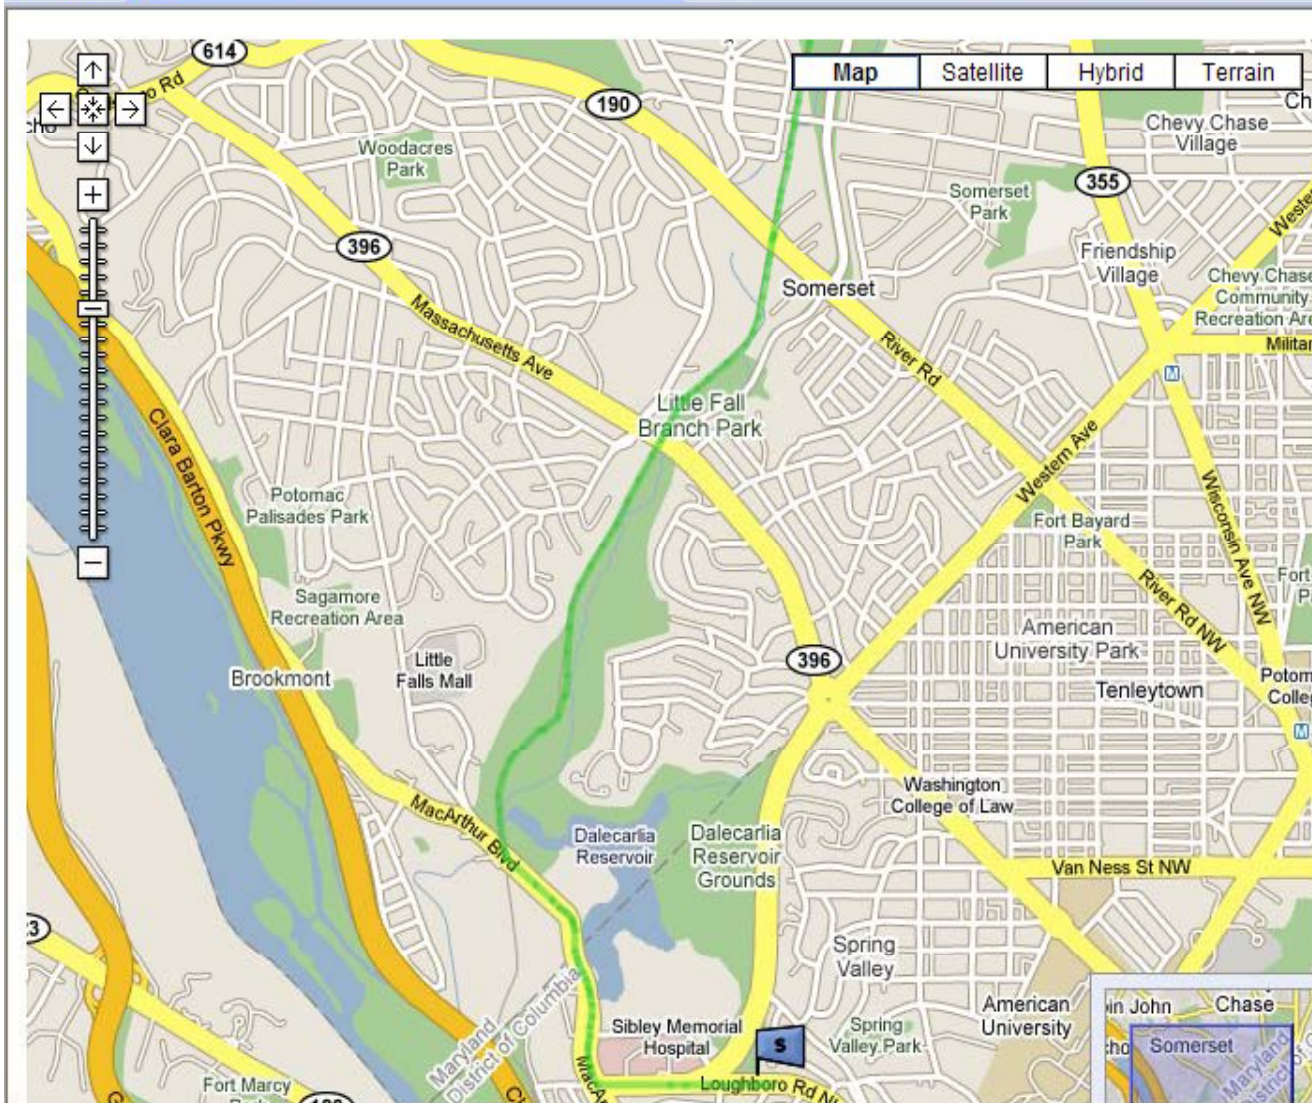 614
Map
Satellite
Hybrid
Terrain
190
Chevy Chase
Village
Woodacres
Park
355
Somerset
Park
396
Friendship
Village
Somerset
Chevy Chase
Community
Recreation
Massachusetts Ave
River Rd
Little Fall
Branch Park
Clara Barton Pkwy
Western Ave
Wisconsin Ave NW
Potomac
Palisades Park
Fort Bayard
Park
Sagamore
Recreation Area
River Rd NW
American
University Park
Little
Falls Mall
396
Brookmont
Tenleytown
M
M
Washington
College of Law
MacArthur Blvd
Dalecarlia
Reservoir
Dalecarlia
Reservoir
Grounds
Van Ness St NW
Spring
Valley
Maryland
District of Columbia
American
University
Sibley Memorial
Hospital
S
Spring
Valley Park
Loughboro Rd
Fort Marcy
John
Chase
Somerset
Maryland